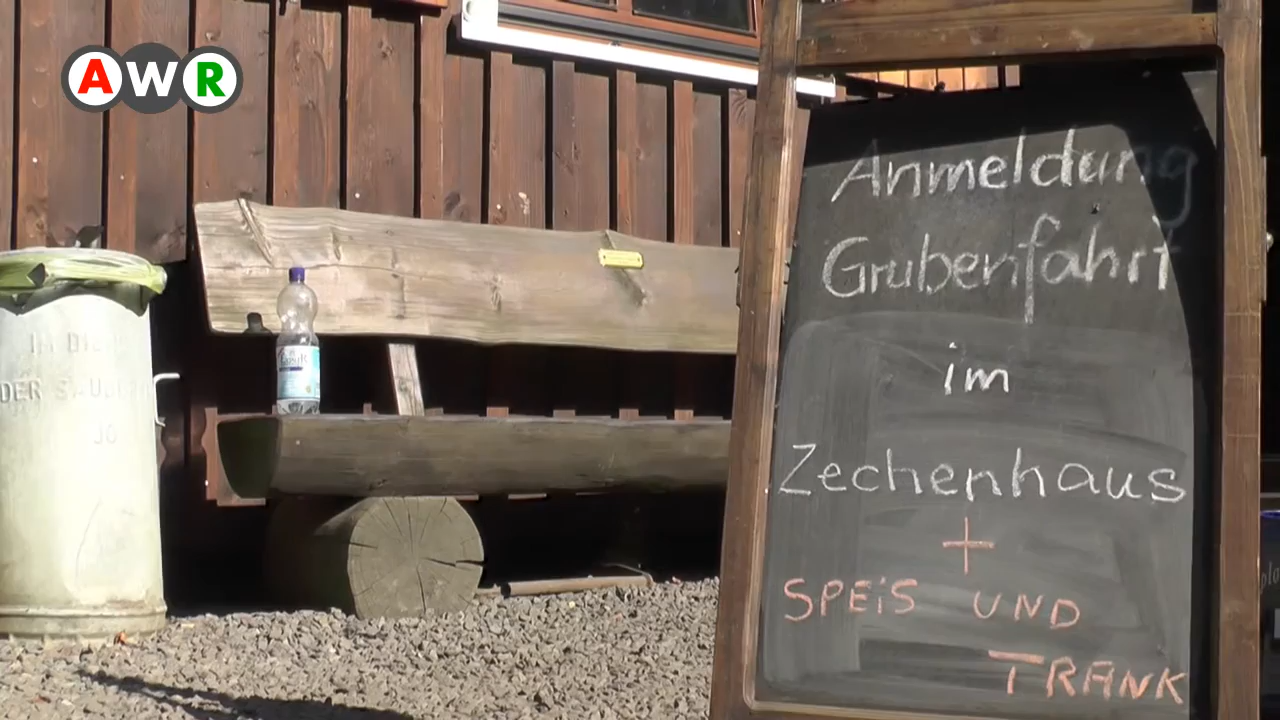 AWR
Anmeldung
Grubenfahrt
im
Zechenhaus
+
SPEiS UND
TRANK